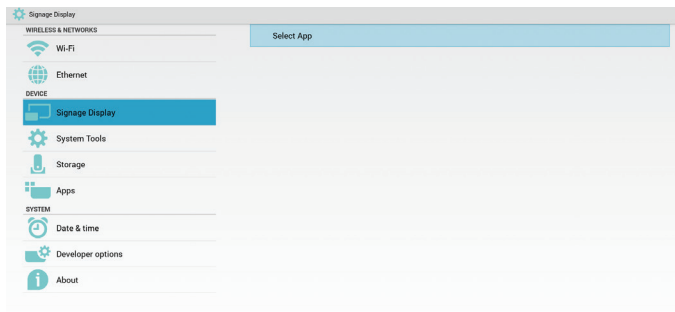 Signage Display
WIRELESS & NETWORKS
Wi-Fi
Ethernet
DEVICE
Signage Display
System Tools
Storage
Apps
SYSTEM
Date & time
Developer options
About
Select App